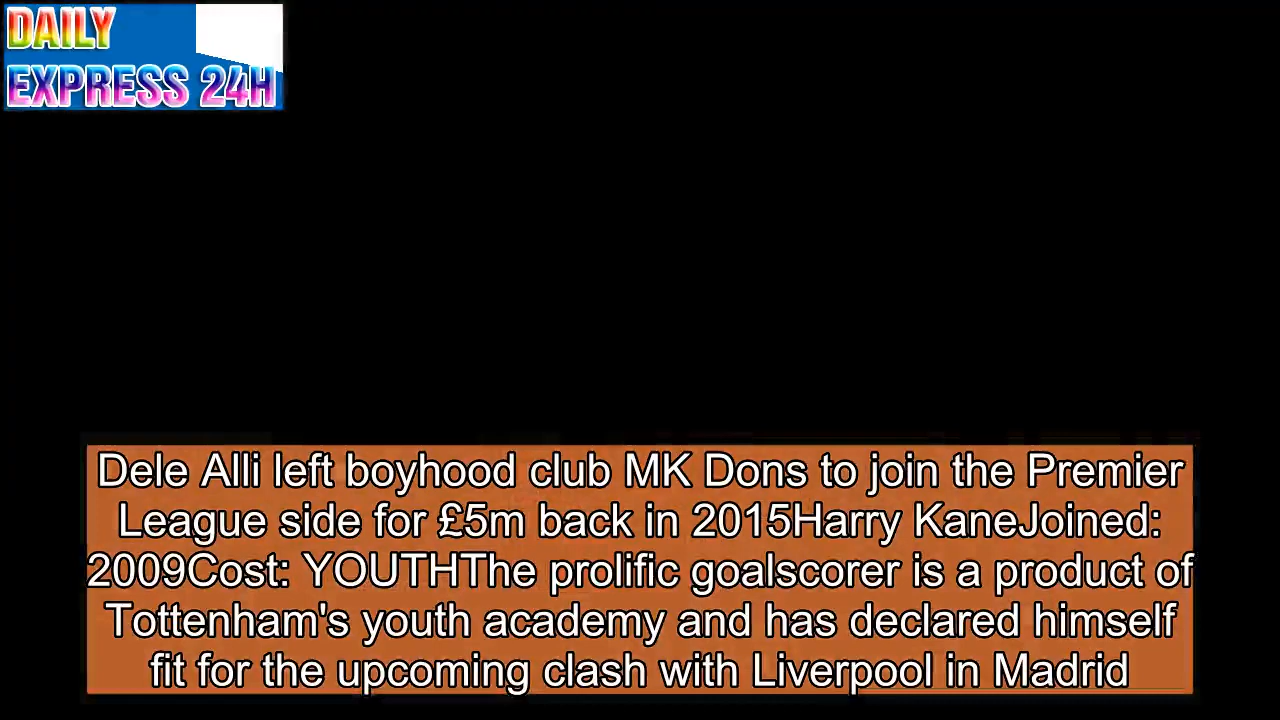 DAILY
EXPRESS 24H
Dele Alli left boyhood club MK Dons to join the Premier
League side for £5m back in 2015Harry KaneJoined:
2009Cost: YOUTHThe prolific goalscorer is a product of
Tottenham's youth academy and has declared himself
fit for the upcoming clash with Liverpool in Madrid